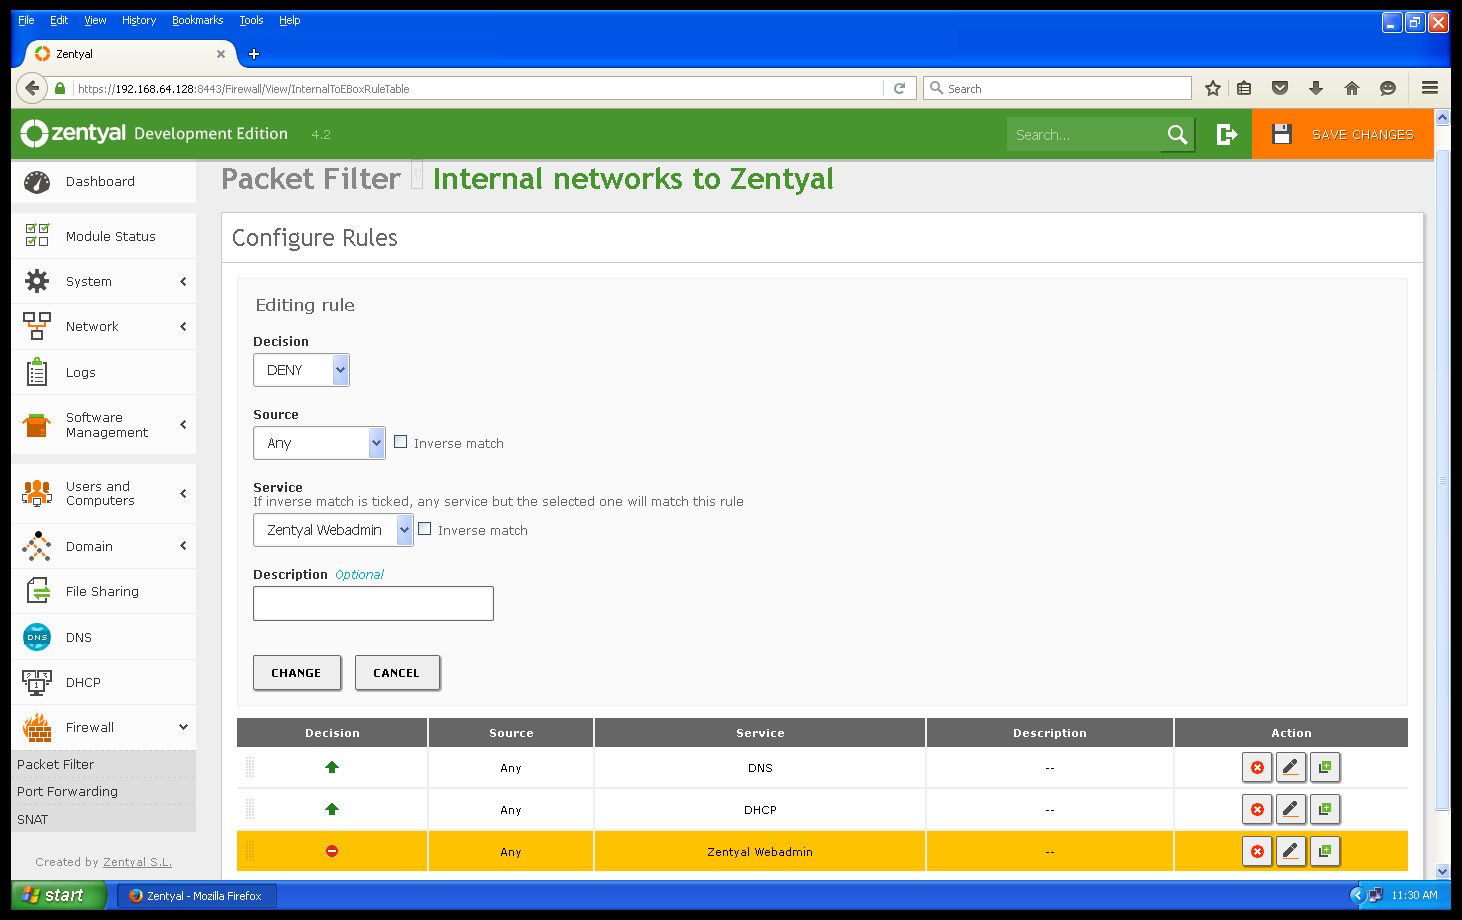 File Edit View History Bookmarks Tools Help
Zentyal
https://192.168.64.128:8443/Firewall/View/InternalToEBoxRuleTable
Search
zentyal Development Edition 4.2
Search...
SAVE CHANGES
Dashboard
Module Status
System
Network
Logs
Software
Management
Users and
Computers
Domain
File Sharing
DNS
DNS
DHCP
Firewall
Packet Filter
Port Forwarding
SNAT
Created by Zentyal S.L.
Packet Filter Internal networks to Zentyal
Configure Rules
Editing rule
Decision
DENY
Source
Any Inverse match
Service
If inverse match is ticked, any service but the selected one will match this rule
Zentyal Webadmin Inverse match
Description Optional
CHANGE CANCEL
Decision Source Service Description Action
Any DNS --
Any DHCP --
Any Zentyal Webadmin --
start Zentyal - Mozilla Firefox 11:30 AM